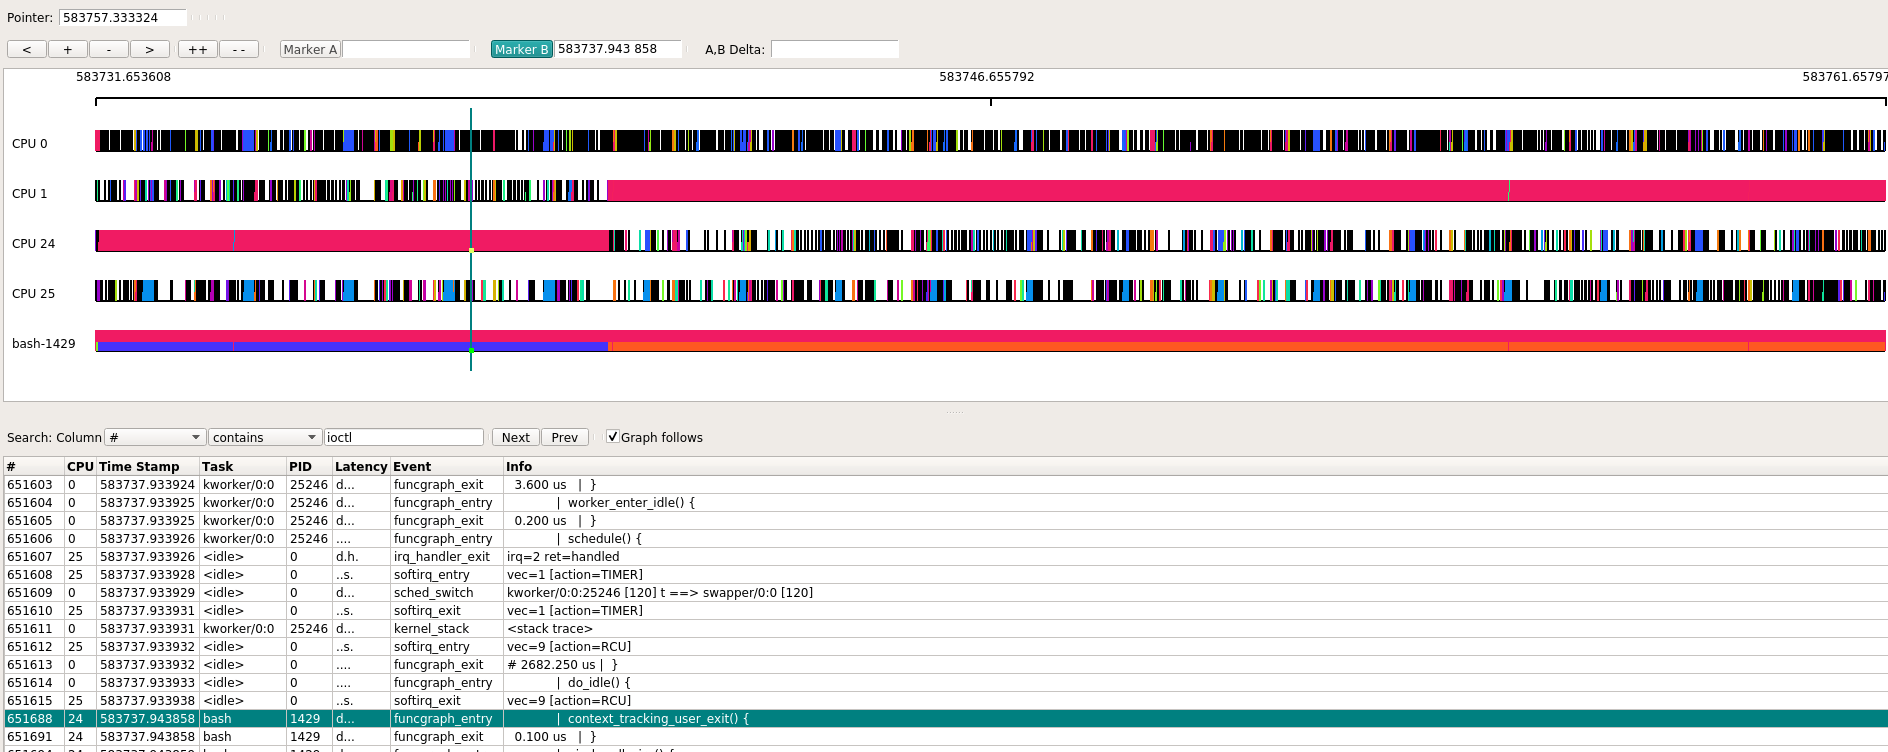 Pointer: 583757.333324
< + - > ++ - - Marker A Marker B 583737.943 858 A,B Delta:
583731.653608 583746.655792 583761.65797
CPU 0
CPU 1
CPU 24
CPU 25
bash-1429
Search: Column # contains ioctl Next Prev Graph follows
# CPU Time Stamp Task PID Latency Event Info
651603 0 583737.933924 kworker/0:0 25246 d... funcgraph_exit 3.600 us | }
651604 0 583737.933925 kworker/0:0 25246 d... funcgraph_entry | worker_enter_idle() {
651605 0 583737.933925 kworker/0:0 25246 d... funcgraph_exit 0.200 us | }
651606 0 583737.933926 kworker/0:0 25246 .... funcgraph_entry | schedule() {
651607 25 583737.933926 <idle> 0 d.h. irq_handler_exit irq=2 ret=handled
651608 25 583737.933928 <idle> 0 ..s. softirq_entry vec=1 [action=TIMER]
651609 0 583737.933929 <idle> 0 d... sched_switch kworker/0:0:25246 [120] t ==> swapper/0:0 [120]
651610 25 583737.933931 <idle> 0 ..s. softirq_exit vec=1 [action=TIMER]
651611 0 583737.933931 kworker/0:0 25246 d... kernel_stack <stack trace>
651612 25 583737.933932 <idle> 0 ..s. softirq_entry vec=9 [action=RCU]
651613 0 583737.933932 <idle> 0 .... funcgraph_exit # 2682.250 us | }
651614 0 583737.933933 <idle> 0 .... funcgraph_entry | do_idle() {
651615 25 583737.933938 <idle> 0 ..s. softirq_exit vec=9 [action=RCU]
651688 24 583737.943858 bash 1429 d... funcgraph_entry | context_tracking_user_exit() {
651691 24 583737.943858 bash 1429 d... funcgraph_exit 0.100 us | }